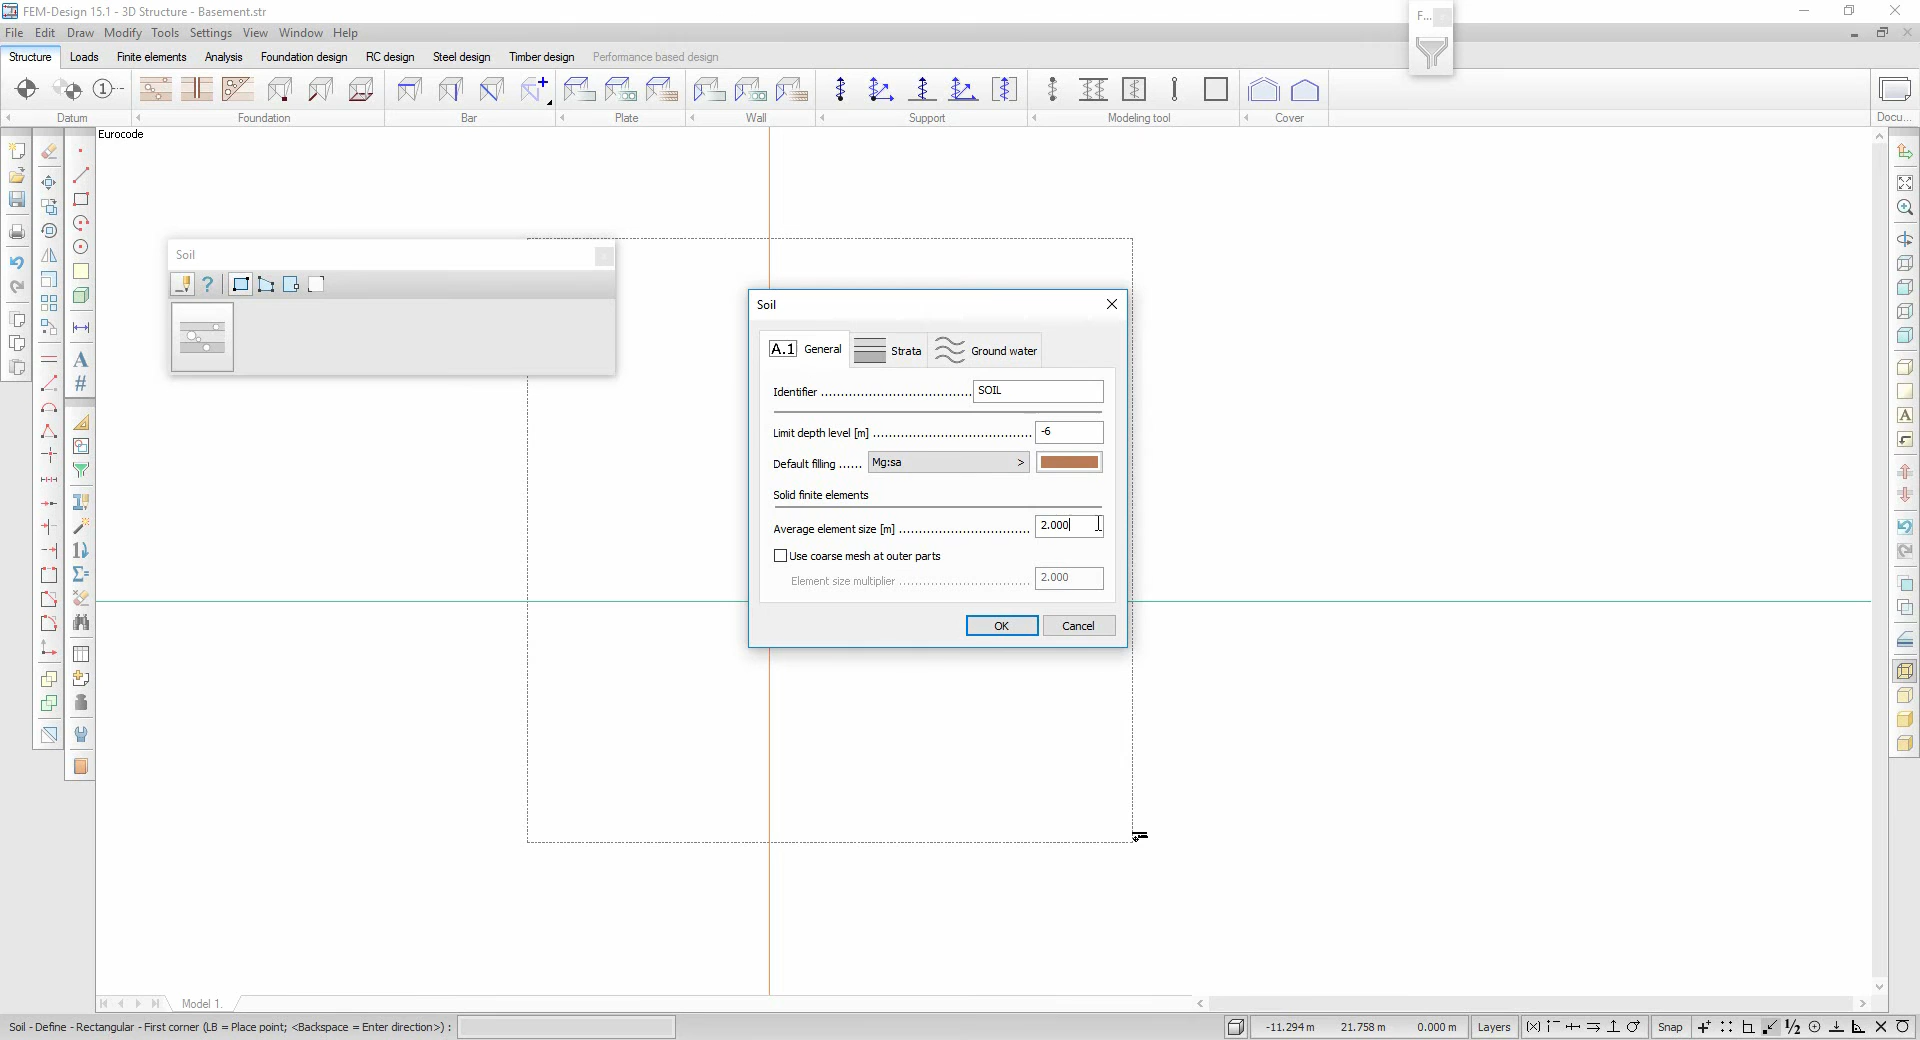 FEM-Design 15.1 - 3D Structure - Basement.str
File Edit Draw Modify Tools Settings View Window Help
F...
Structure Loads Finite elements Analysis Foundation design RC design Steel design Timber design Performance based design
Datum Foundation Bar Plate Wall Support Modeling tool Cover Docu...
Eurocode
Soil
Soil
A.1 General Strata Ground water
Identifier SOIL
Limit depth level [m] -6
Default filling Mg:sa >
Solid finite elements
Average element size [m] 2.000
Use coarse mesh at outer parts
Element size multiplier 2.000
OK Cancel
Model 1.
Soil - Define - Rectangular - First corner (LB = Place point; <Backspace = Enter direction>) :
-11.294 m 21.758 m 0.000 m Layers Snap